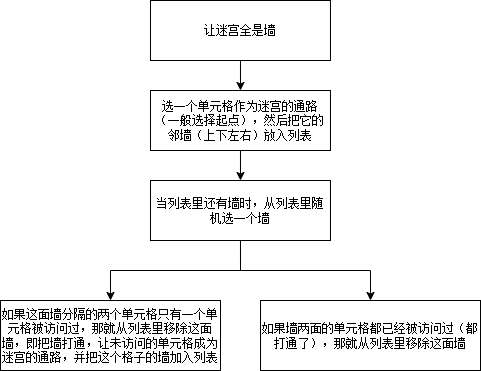 让迷宫全是墙
选一个单元格作为迷宫的通路
（一般选择起点），然后把它的
邻墙（上下左右）放入列表
当列表里还有墙时，从列表里随
机选一个墙
如果这面墙分隔的两个单元格只有一个单
元格被访问过，那就从列表里移除这面
墙，即把墙打通，让未访问的单元格成为
迷宫的通路，并把这个格子的墙加入列表
如果墙两面的单元格都已经被访问过（都
打通了），那就从列表里移除这面墙